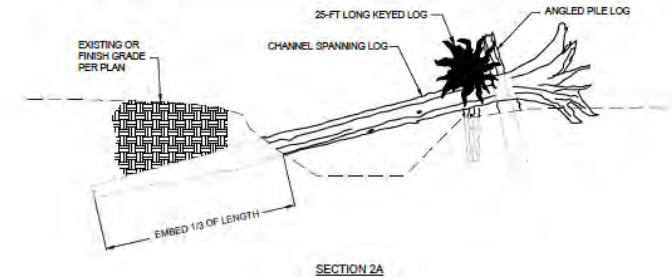 25-FT LONG KEYED LOG
ANGLED PILE LOG
EXISTING OR
FINISH GRADE
PER PLAN
CHANNEL SPANNING LOG
EMBED 1/3 OF LENGTH
SECTION 2A